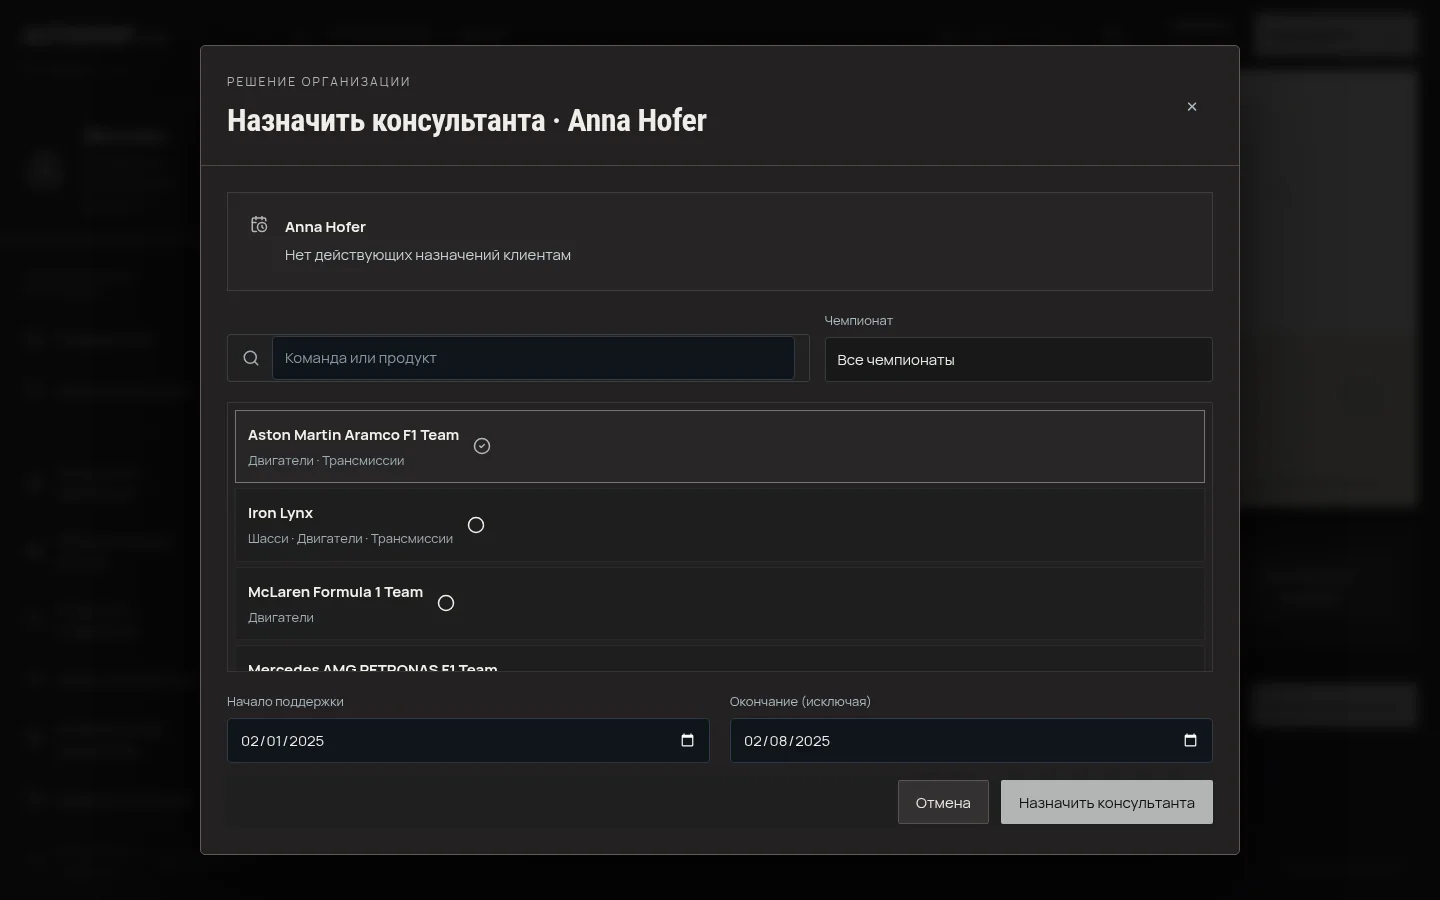 РЕШЕНИЕ ОРГАНИЗАЦИИ
Назначить консультанта · Anna Hofer
Anna Hofer
Нет действующих назначений клиентам
Чемпионат
Команда или продукт
Все чемпионаты
Aston Martin Aramco F1 Team
Двигатели · Трансмиссии
Iron Lynx
Шасси · Двигатели · Трансмиссии
McLaren Formula 1 Team
Двигатели
Mercedes AMG PETRONAS F1 Team
Начало поддержки
Окончание (исключая)
02/01/2025
02/08/2025
Отмена
Назначить консультанта